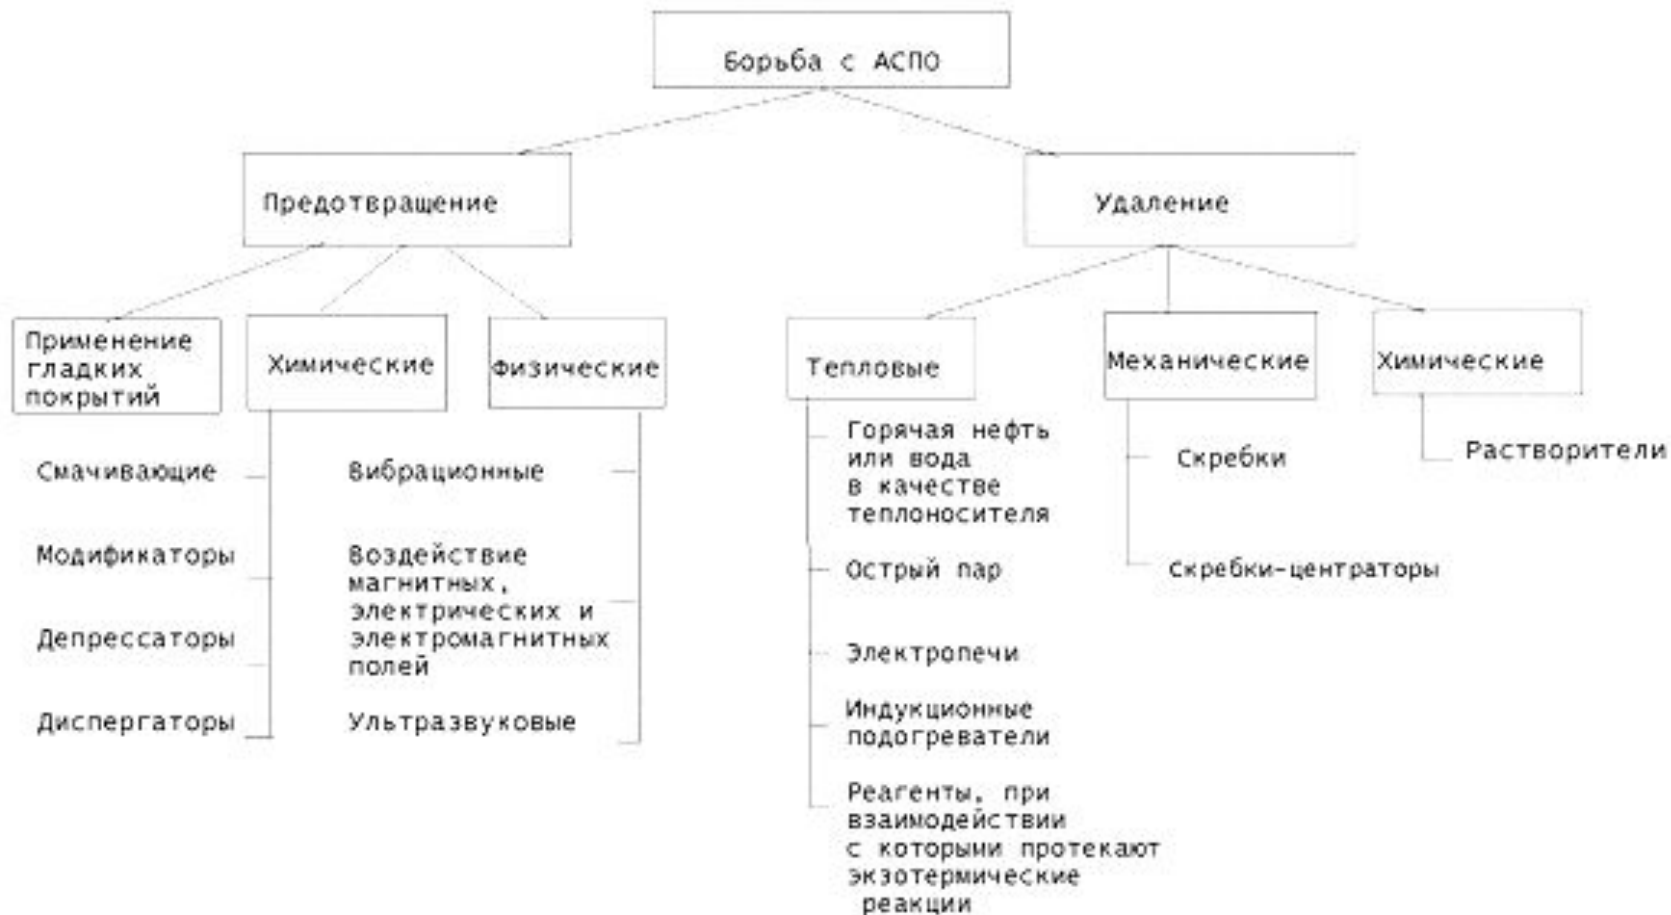 Борьба с АСПО
Предотвращение
Удаление
Применение
гладких
покрытий
Химические
Физические
Тепловые
Механические
Химические
Смачивающие
Модификаторы
Депрессаторы
Диспергаторы
Вибрационные
Воздействие
магнитных,
электрических и
электромагнитных
полей
Ультразвуковые
Горячая нефть
или вода
в качестве
теплоносителя
Острый пар
Электропечи
Индукционные
подогреватели
Реагенты, при
взаимодействии
с которыми протекают
экзотермические
реакции
Скребки
Скребки-центраторы
Растворители